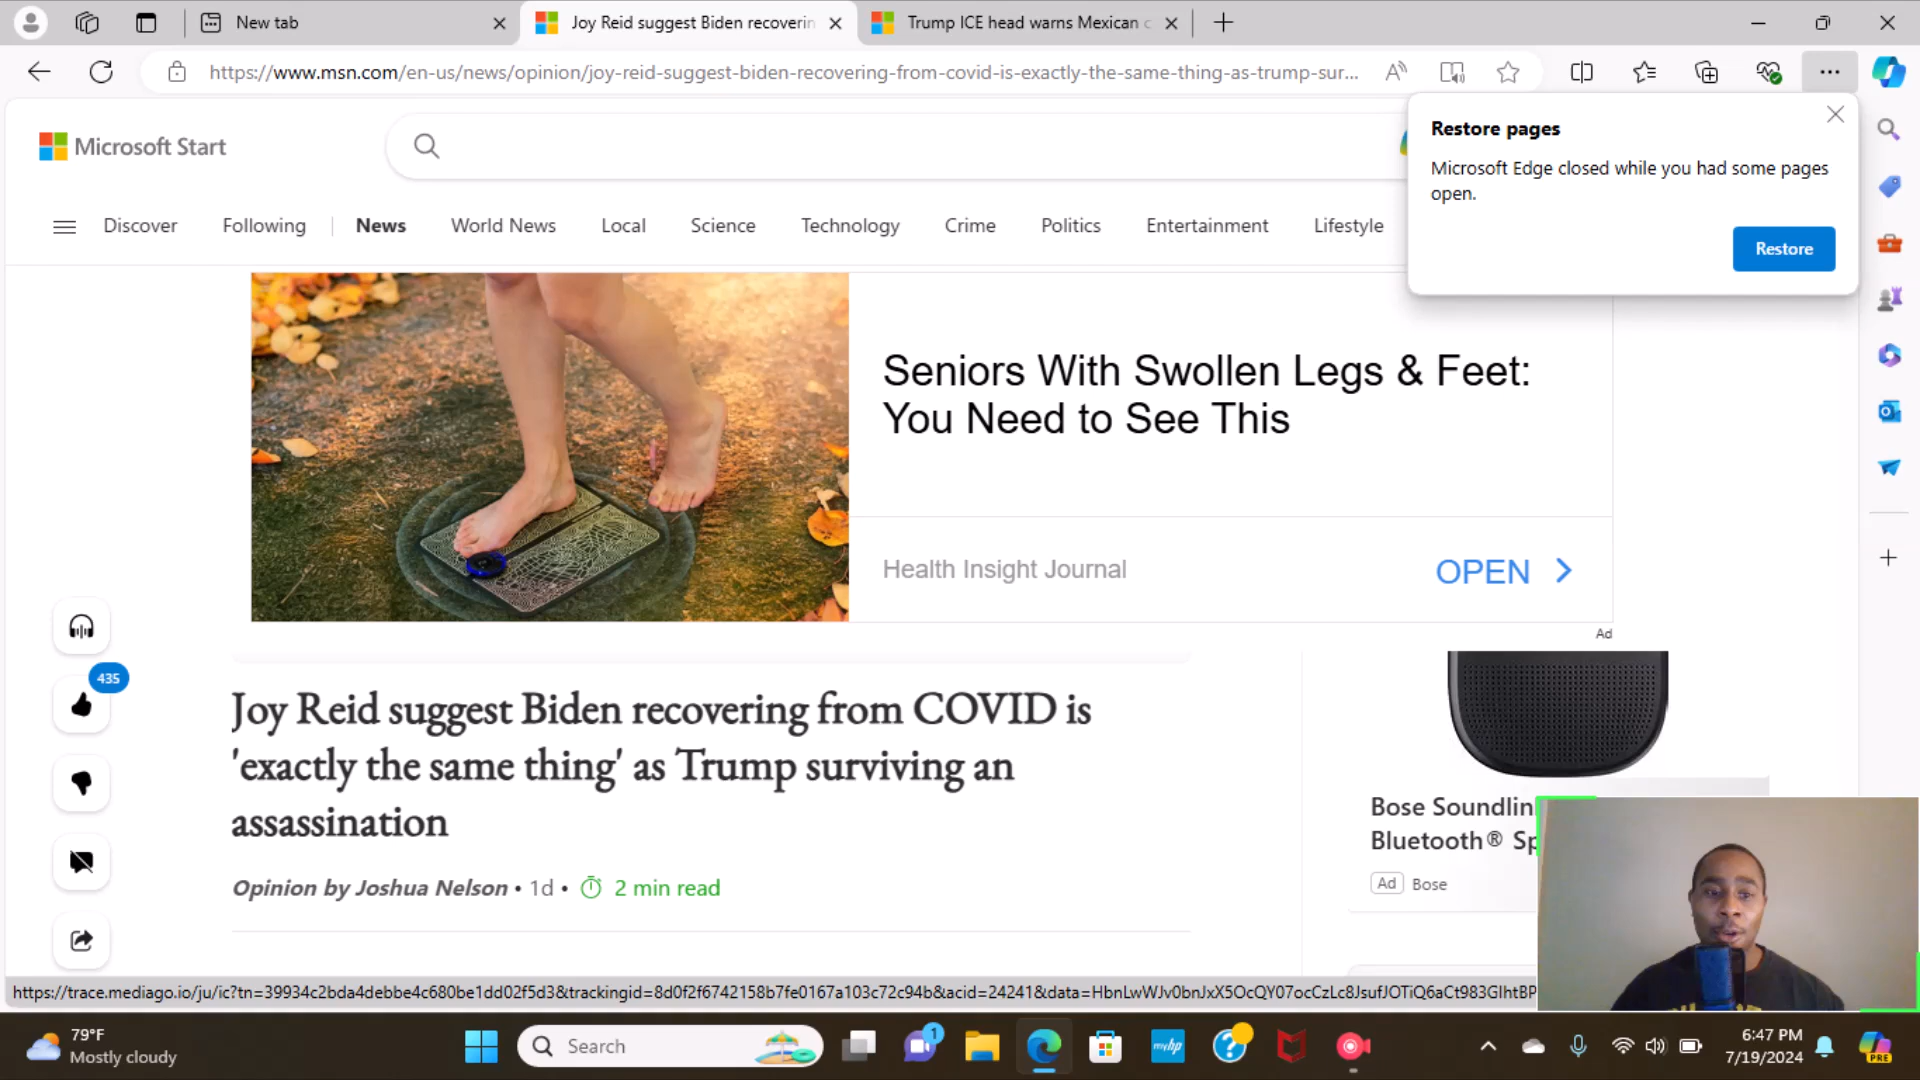 New tab
Joy Reid suggest Biden recoverin
Trump ICE head warns Mexican c
https://www.msn.com/en-us/news/opinion/joy-reid-suggest-biden-recovering-from-covid-is-exactly-the-same-thing-as-trump-sur...
Restore pages
Microsoft Edge closed while you had some pages
open.
Restore
Microsoft Start
Discover
Following
News
World News
Local
Science
Technology
Crime
Politics
Entertainment
Lifestyle
Seniors With Swollen Legs & Feet:
You Need to See This
Health Insight Journal
OPEN
Ad
435
Joy Reid suggest Biden recovering from COVID is
'exactly the same thing' as Trump surviving an
assassination
Opinion by Joshua Nelson • 1d • 2 min read
Bose Soundlin
Bluetooth® Sp
Ad Bose
https://trace.mediago.io/ju/ic?tn=39934c2bda4debbe4c680be1dd02f5d3&trackingid=8d0f2f6742158b7fe0167a103c72c94b&acid=24241&data=HbnLwWJv0bnJxX5OcQY07ocCzLc8JsufJOTiQ6aCt983GIhtBP
79°F
Mostly cloudy
Search
1
myhp
6:47 PM
7/19/2024
PRE